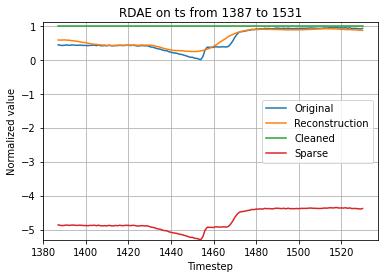 RDAE on ts from 1387 to 1531
Normalized value
1
0
−1
−2
−3
−4
−5
Original
Reconstruction
Cleaned
Sparse
1380 1400 1420 1440 1460 1480 1500 1520
Timestep